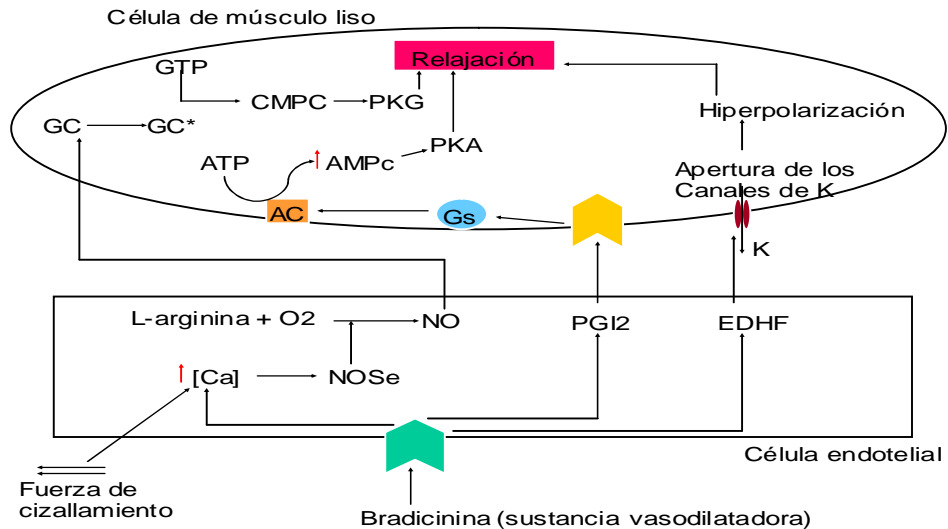 Célula de músculo liso
Relajación
GTP
CMPC
PKG
Hiperpolarización
GC
GC*
PKA
ATP
AMPc
Apertura de los
Canales de K
AC
Gs
K
L-arginina + O2
NO
PGI2
EDHF
[Ca]
NOSe
Célula endotelial
Fuerza de
cizallamiento
Bradicinina (sustancia vasodilatadora)